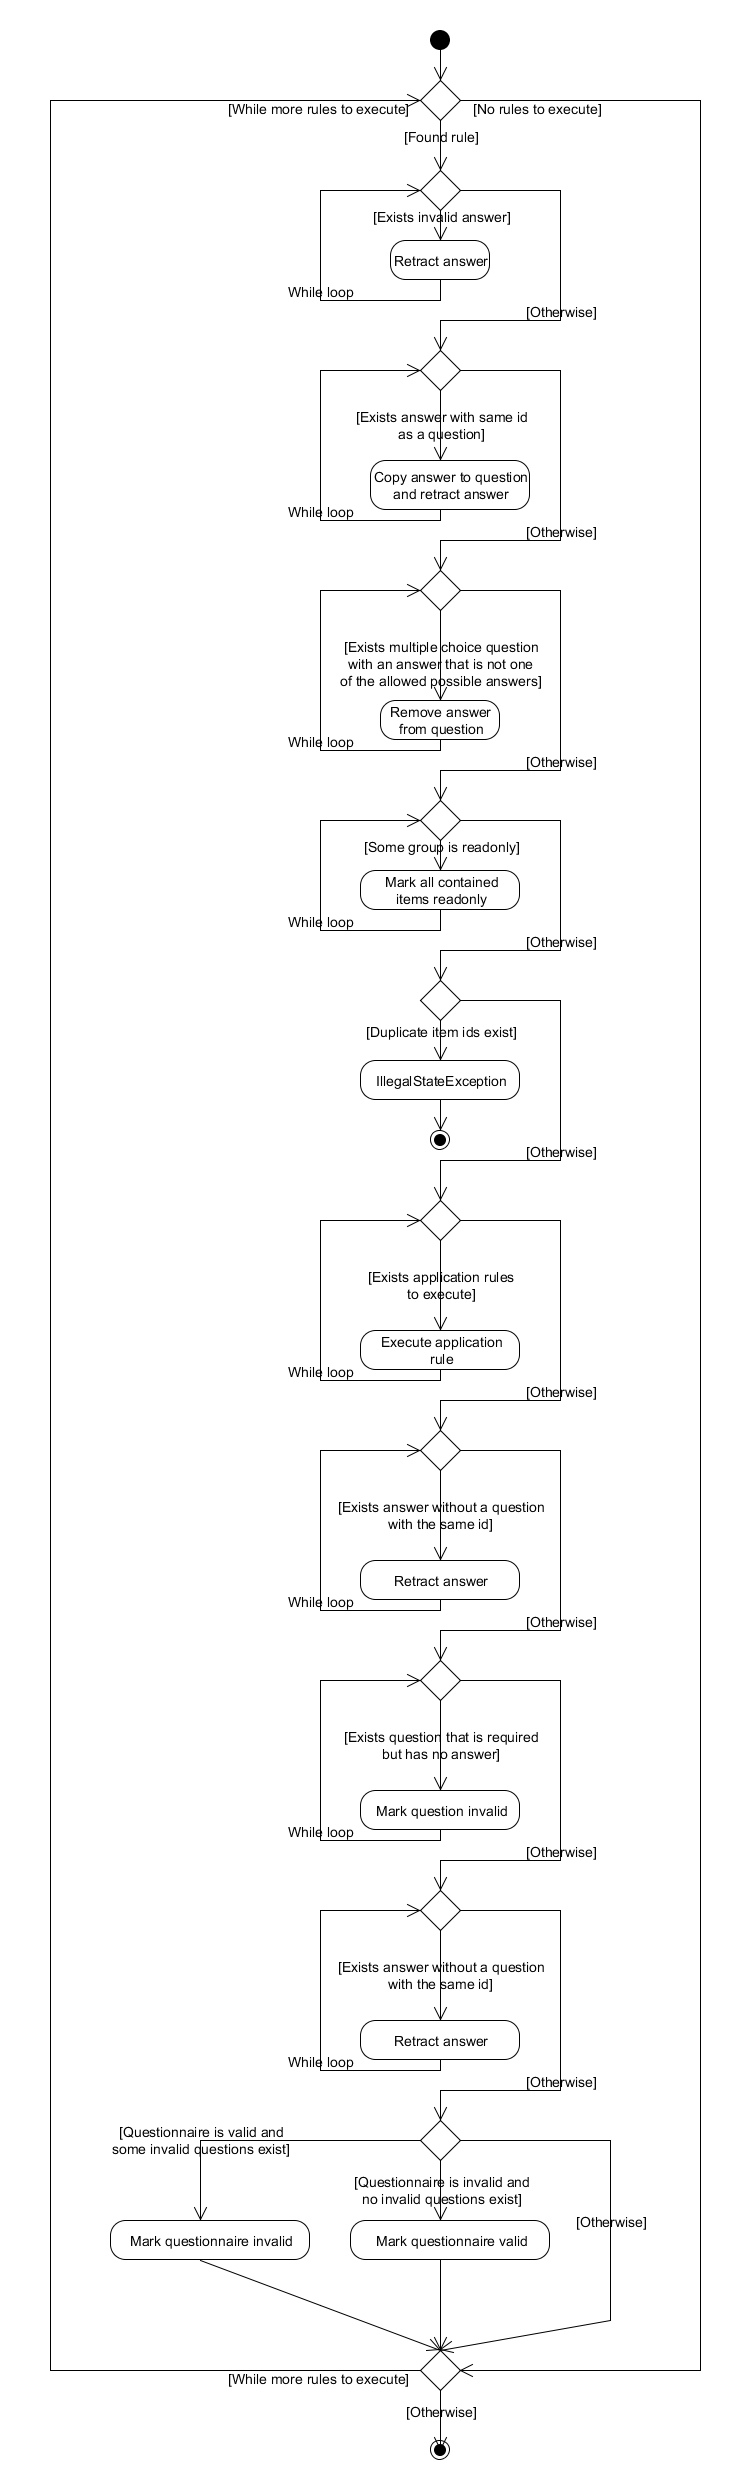 [While more rules to execute]
[No rules to execute]
[Found rule]
[Exists invalid answer]
Retract answer
While loop
[Otherwise]
[Exists answer with same id
as a question]
Copy answer to question
and retract answer
While loop
[Otherwise]
[Exists multiple choice question
with an answer that is not one
of the allowed possible answers]
Remove answer
from question
While loop
[Otherwise]
[Some group is readonly]
Mark all contained
items readonly
While loop
[Otherwise]
[Duplicate item ids exist]
IllegalStateException
[Otherwise]
[Exists application rules
to execute]
Execute application
rule
While loop
[Otherwise]
[Exists answer without a question
with the same id]
Retract answer
While loop
[Otherwise]
[Exists question that is required
but has no answer]
Mark question invalid
While loop
[Otherwise]
[Exists answer without a question
with the same id]
Retract answer
While loop
[Otherwise]
[Questionnaire is valid and
some invalid questions exist]
[Questionnaire is invalid and
no invalid questions exist]
[Otherwise]
Mark questionnaire invalid
Mark questionnaire valid
[While more rules to execute]
[Otherwise]